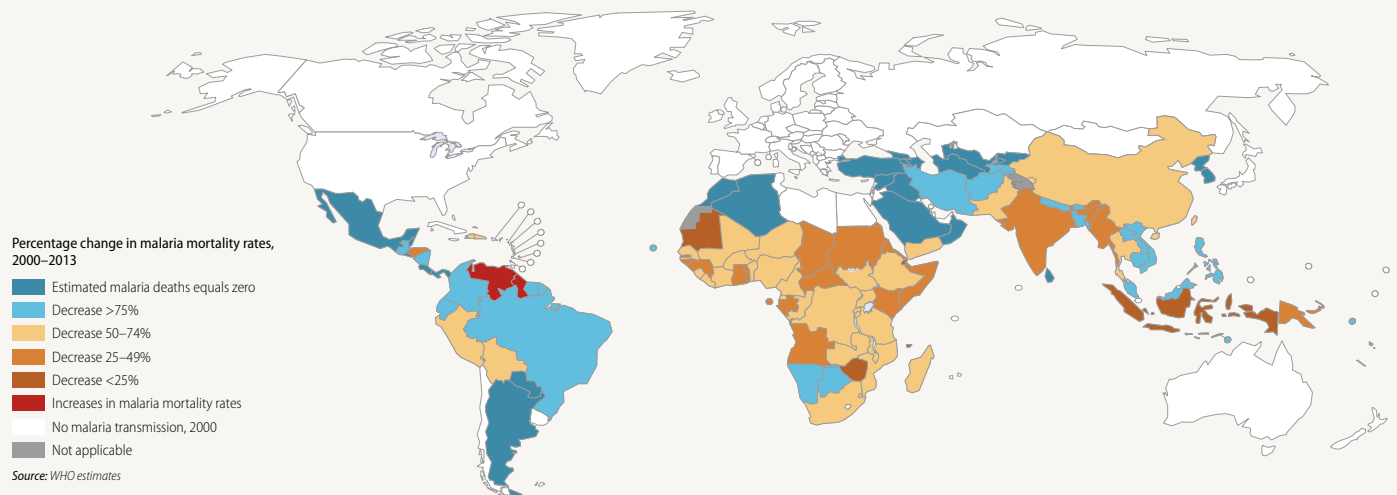 Percentage change in malaria mortality rates,
2000–2013
Estimated malaria deaths equals zero
Decrease >75%
Decrease 50–74%
Decrease 25–49%
Decrease <25%
Increases in malaria mortality rates
No malaria transmission, 2000
Not applicable
Source: WHO estimates